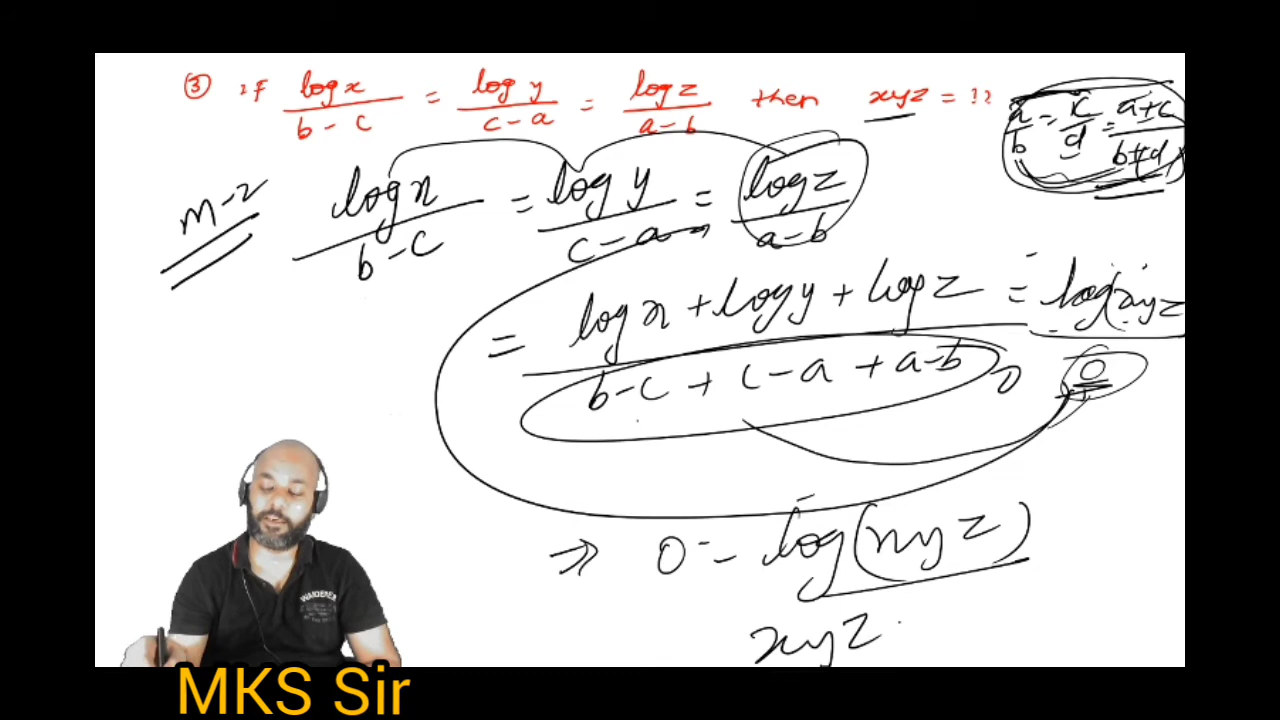 ③ if log x / b - c = log y / c - a = log z / a - b then xyz = ??
a/b = c/d = a+c / b+d
m-2 log x / b - c = log y / c - a = log z / a - b
= log x + log y + log z / b - c + c - a + a - b = log(xyz / 0
⇒ 0 = log(xyz)
xyz
WANDERER
MKS Sir